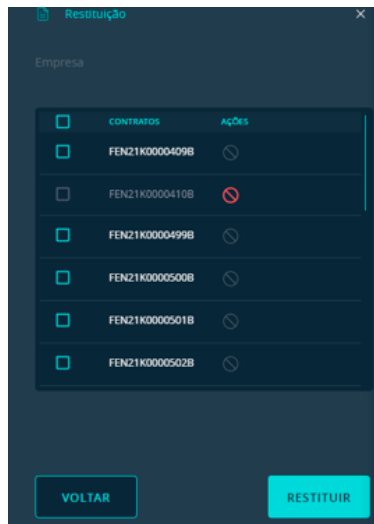 Restituição
Empresa
CONTRATOS AÇÕES
FEN21K0000409B
FEN21K0000410B
FEN21K0000499B
FEN21K0000500B
FEN21K0000501B
FEN21K0000502B
VOLTAR RESTITUIR